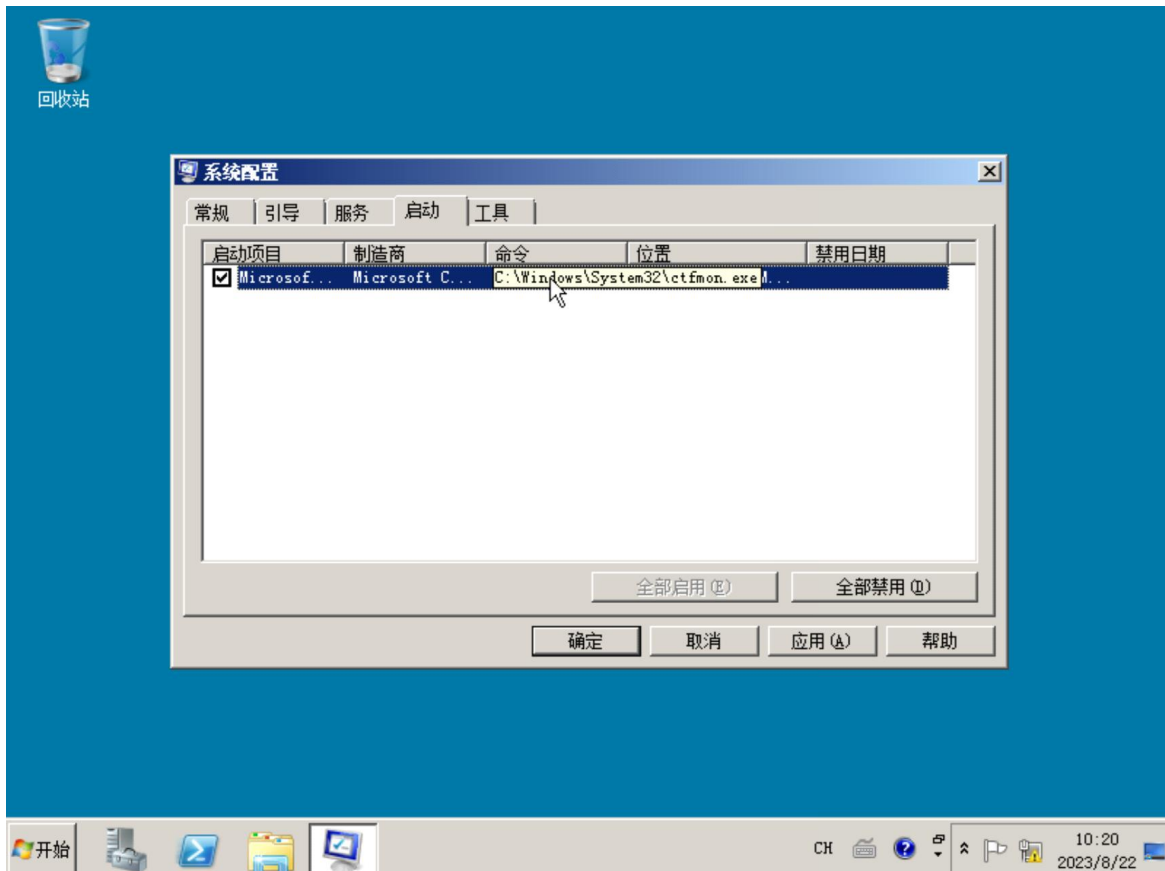 回收站
系统配置
常规 引导 服务 启动 工具
启动项目 制造商 命令 位置 禁用日期
Microsof... Microsoft C... C:\Windows\System32\ctfmon.exe M...
全部启用(E) 全部禁用(D)
确定 取消 应用(A) 帮助
开始 CH 10:20
2023/8/22